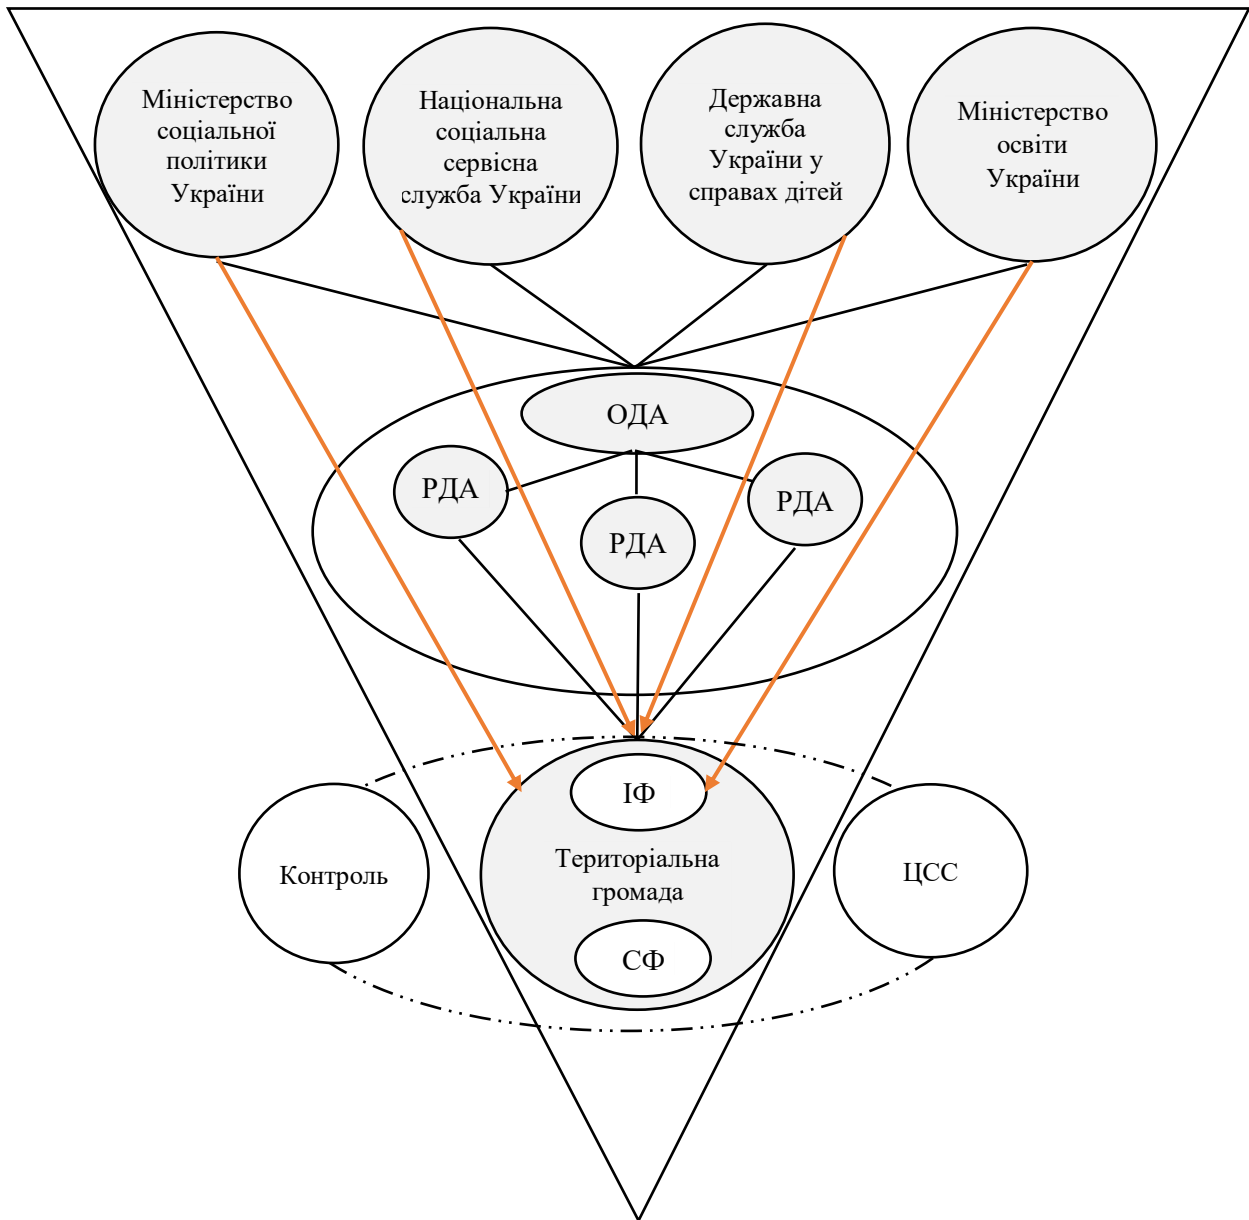 Міністерство
соціальної
політики
України
Національна
соціальна
сервісна
служба України
Державна
служба
України у
справах дітей
Міністерство
освіти
України
ОДА
РДА
РДА
РДА
ІФ
Територіальна
громада
СФ
Контроль
ЦСС